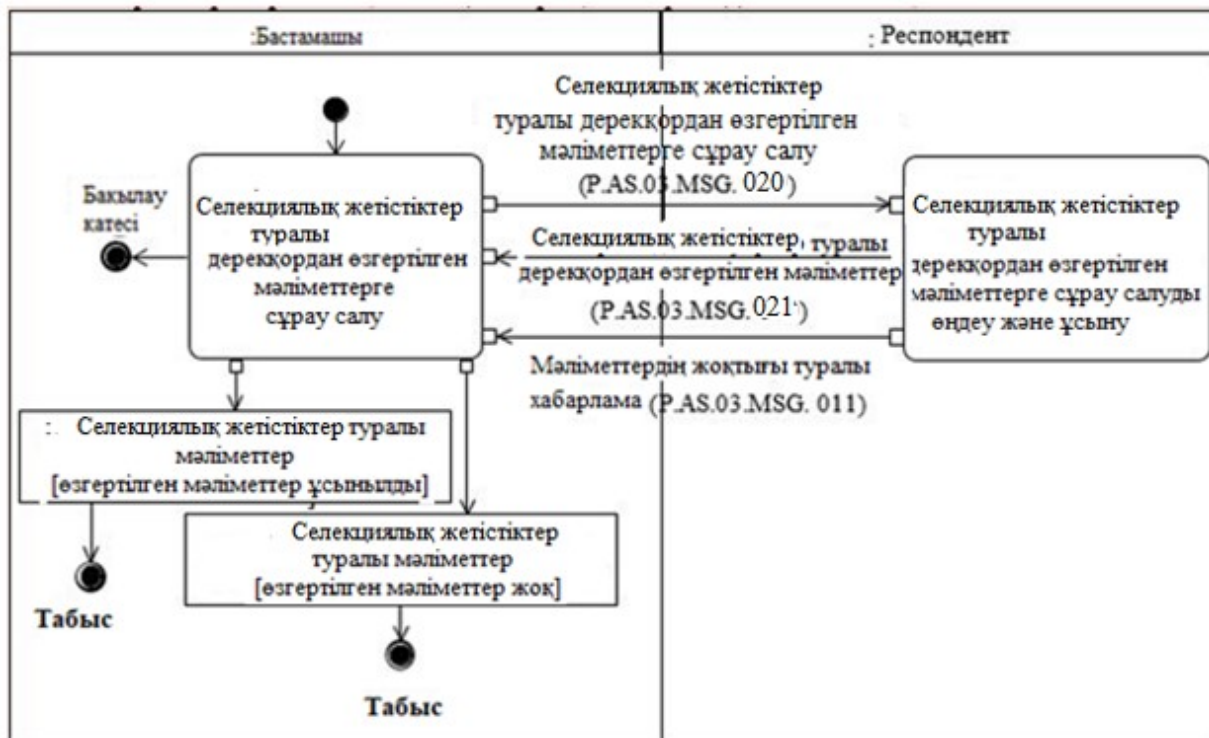 :Бастамашы
: Респондент
Селекциялық жетістіктер
туралы дерекқордан өзгертілген
мәліметтерге сұрау салу
(P.AS.03.MSG. 020)
Бақылау
қатесі
Селекциялық жетістіктер
туралы
дерекқордан өзгертілген
мәліметтерге
сұрау салу
Селекциялық жетістіктер туралы
дерекқордан өзгертілген мәліметтер
(P.AS.03.MSG. 021)
Селекциялық жетістіктер
туралы
дерекқордан өзгертілген
мәліметтерге сұрау салуды
өңдеу және ұсыну
Мәліметтердің жоқтығы туралы
хабарлама (P.AS.03.MSG. 011)
: Селекциялық жетістіктер туралы
мәліметтер
[өзгертілген мәліметтер ұсынылды]
Селекциялық жетістіктер
туралы мәліметтер
[өзгертілген мәліметтер жоқ]
Табыс
Табыс